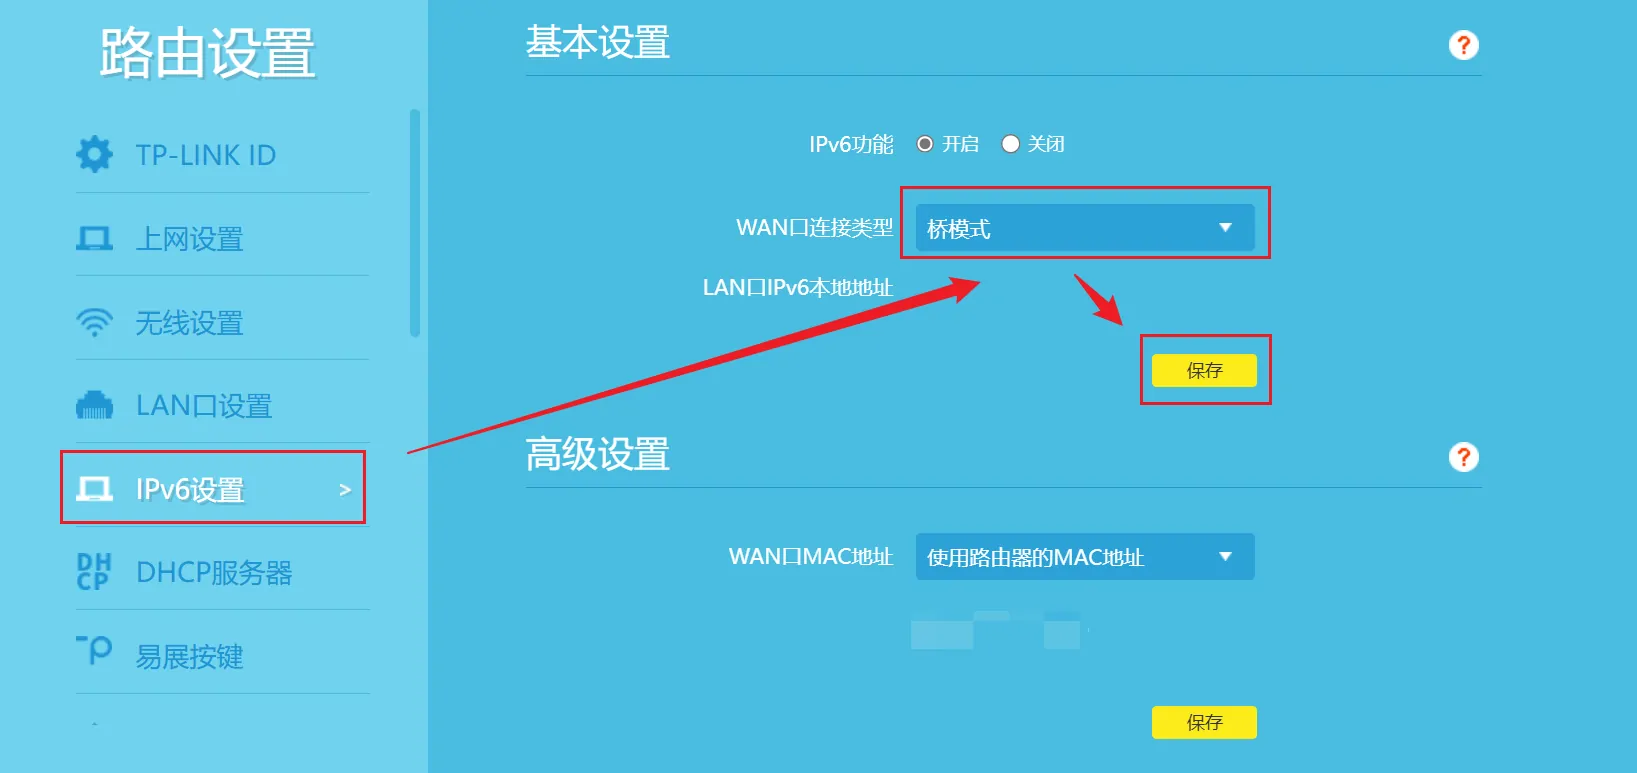 路由设置
TP-LINK ID
上网设置
无线设置
LAN口设置
IPv6设置 >
DHCP DHCP服务器
易展按键
基本设置 ?
IPv6功能 开启 关闭
WAN口连接类型 桥模式
LAN口IPv6本地地址
保存
高级设置 ?
WAN口MAC地址 使用路由器的MAC地址
保存